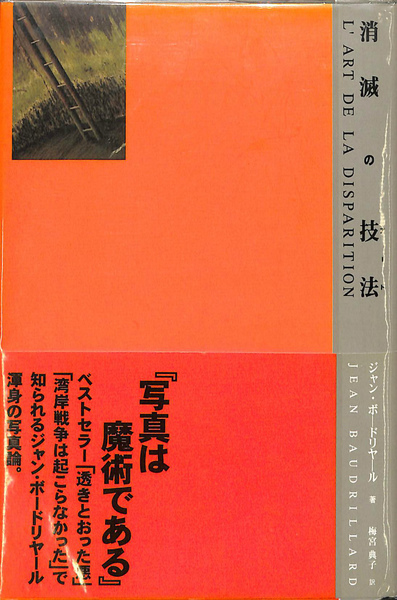 消滅の技法
アート
L'ART DE LA DISPARITION
ジャン・ボードリヤール 著
JEAN BAUDRILLARD
梅宮典子 訳
『写真は
魔術である』
ベストセラー「透きとおった悪」
「湾岸戦争は起こらなかった」で
知られるジャン・ボードリヤール
渾身の写真論。